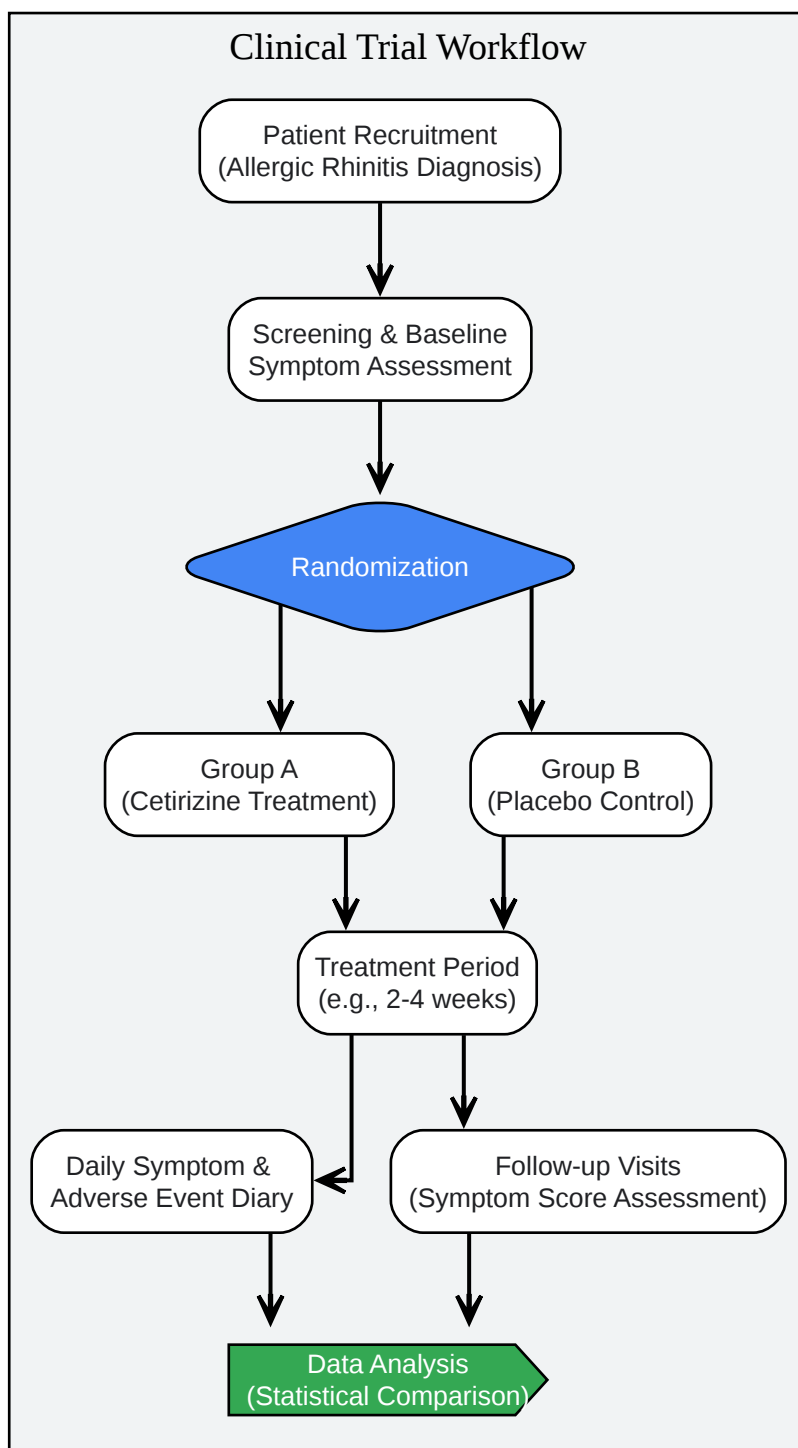 Clinical Trial Workflow
Patient Recruitment
(Allergic Rhinitis Diagnosis)
Screening & Baseline
Symptom Assessment
Randomization
Group A
(Cetirizine Treatment)
Group B
(Placebo Control)
Treatment Period
(e.g., 2-4 weeks)
Daily Symptom &
Adverse Event Diary
Follow-up Visits
(Symptom Score Assessment)
Data Analysis
(Statistical Comparison)